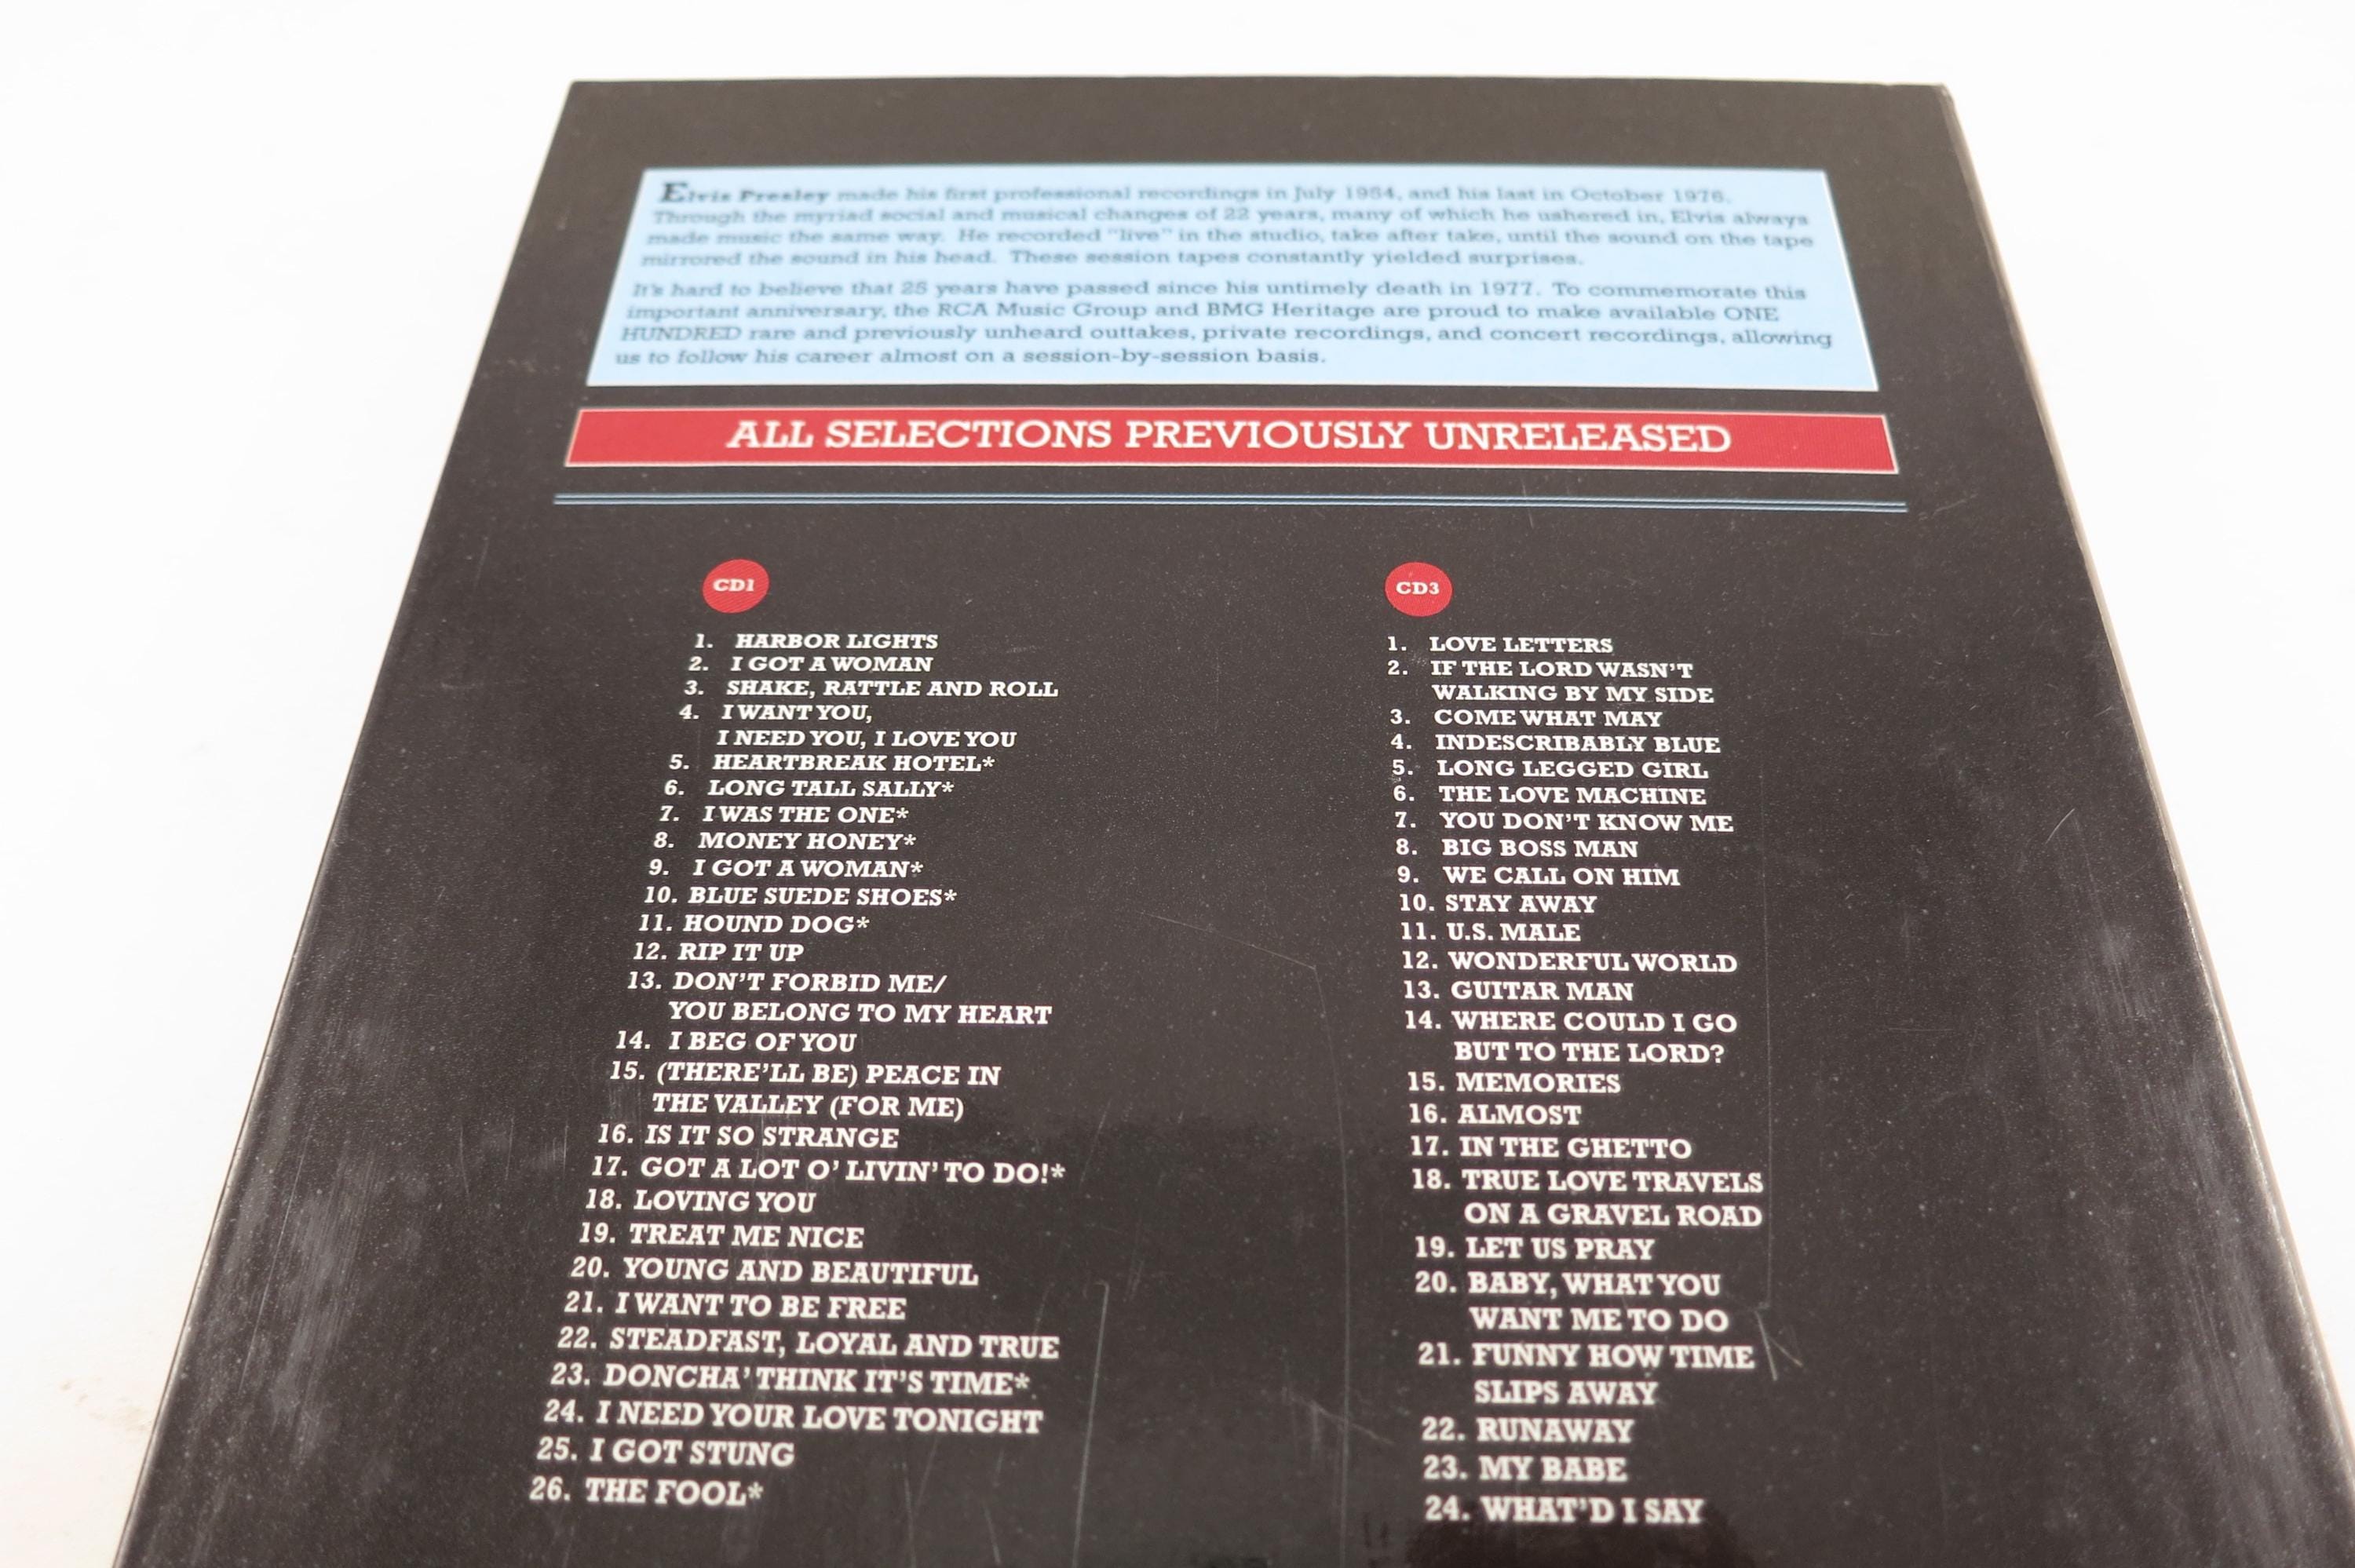 Elvis Presley made his first professional recordings in July 1954, and his last in October 1976.
Through the myriad social and musical changes of 22 years, many of which he ushered in, Elvis always
made music the same way. He recorded "live" in the studio, take after take, until the sound on the tape
mirrored the sound in his head. These session tapes constantly yielded surprises.
It's hard to believe that 25 years have passed since his untimely death in 1977. To commemorate this
important anniversary, the RCA Music Group and BMG Heritage are proud to make available ONE
HUNDRED rare and previously unheard outtakes, private recordings, and concert recordings, allowing
us to follow his career almost on a session-by-session basis.
ALL SELECTIONS PREVIOUSLY UNRELEASED
CD1
1. HARBOR LIGHTS
2. I GOT A WOMAN
3. SHAKE, RATTLE AND ROLL
4. I WANT YOU,
I NEED YOU, I LOVE YOU
5. HEARTBREAK HOTEL*
6. LONG TALL SALLY*
7. I WAS THE ONE*
8. MONEY HONEY*
9. I GOT A WOMAN*
10. BLUE SUEDE SHOES*
11. HOUND DOG*
12. RIP IT UP
13. DON'T FORBID ME/
YOU BELONG TO MY HEART
14. I BEG OF YOU
15. (THERE'LL BE) PEACE IN
THE VALLEY (FOR ME)
16. IS IT SO STRANGE
17. GOT A LOT O' LIVIN' TO DO!*
18. LOVING YOU
19. TREAT ME NICE
20. YOUNG AND BEAUTIFUL
21. I WANT TO BE FREE
22. STEADFAST, LOYAL AND TRUE
23. DONCHA' THINK IT'S TIME*
24. I NEED YOUR LOVE TONIGHT
25. I GOT STUNG
26. THE FOOL*
CD3
1. LOVE LETTERS
2. IF THE LORD WASN'T
WALKING BY MY SIDE
3. COME WHAT MAY
4. INDESCRIBABLY BLUE
5. LONG LEGGED GIRL
6. THE LOVE MACHINE
7. YOU DON'T KNOW ME
8. BIG BOSS MAN
9. WE CALL ON HIM
10. STAY AWAY
11. U.S. MALE
12. WONDERFUL WORLD
13. GUITAR MAN
14. WHERE COULD I GO
BUT TO THE LORD?
15. MEMORIES
16. ALMOST
17. IN THE GHETTO
18. TRUE LOVE TRAVELS
ON A GRAVEL ROAD
19. LET US PRAY
20. BABY, WHAT YOU
WANT ME TO DO
21. FUNNY HOW TIME
SLIPS AWAY
22. RUNAWAY
23. MY BABE
24. WHAT'D I SAY